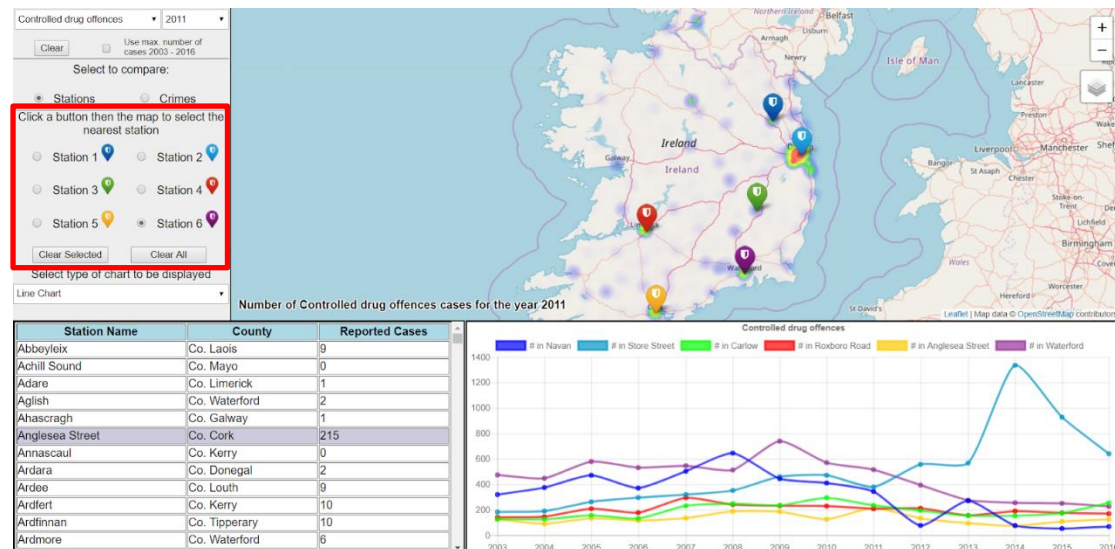 Controlled drug offences
2011
Clear
Use max. number of
cases 2003 - 2016
Select to compare:
Stations
Crimes
Click a button then the map to select the
nearest station
Station 1
Station 2
Station 3
Station 4
Station 5
Station 6
Clear Selected
Clear All
Select type of chart to be displayed
Line Chart
Northern Ireland
Belfast
Lisburn
Armagh
Newry
Isle of Man
Lancaster
Preston
Ireland
Galway
Ireland
Liverpool
Manchester
Bangor
St Asaph
Chester
Stoke-on-
Trent
Lichfield
Birmingham
Wales
Worcester
Hereford
St David's
+
−
Number of Controlled drug offences cases for the year 2011
Leaflet | Map data © OpenStreetMap contributors
Station Name County Reported Cases
Abbeyleix Co. Laois 9
Achill Sound Co. Mayo 0
Adare Co. Limerick 1
Aglish Co. Waterford 2
Ahascragh Co. Galway 1
Anglesea Street Co. Cork 215
Annascaul Co. Kerry 0
Ardara Co. Donegal 2
Ardee Co. Louth 9
Ardfert Co. Kerry 10
Ardfinnan Co. Tipperary 10
Ardmore Co. Waterford 6
Controlled drug offences
# in Navan # in Store Street # in Carlow # in Roxboro Road # in Anglesea Street # in Waterford
1400
1200
1000
800
600
400
200
0
2003 2004 2005 2006 2007 2008 2009 2010 2011 2012 2013 2014 2015 2016